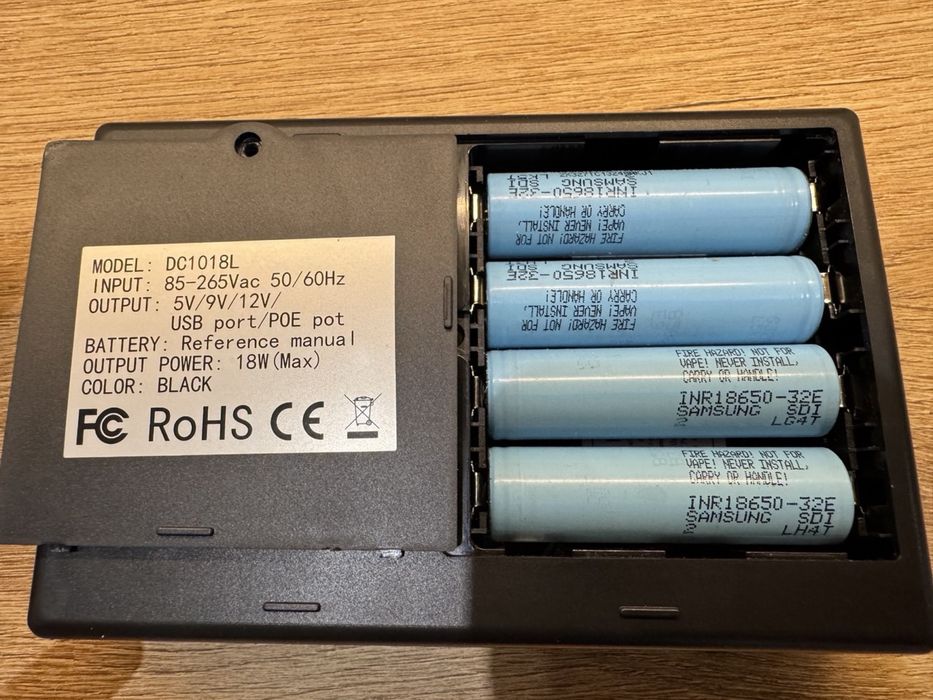 MODEL: DC1018L
INPUT: 85-265Vac 50/60Hz
OUTPUT: 5V/9V/12V/
USB port/POE pot
BATTERY: Reference manual
OUTPUT POWER: 18W(Max)
COLOR: BLACK
FC RoHS CE
FIRE HAZARD! NOT FOR
VAPE! NEVER INSTALL,
CARRY OR HANDLE!
INR18650-32E
SAMSUNG SDI
FIRE HAZARD! NOT FOR
VAPE! NEVER INSTALL,
CARRY OR HANDLE!
INR18650-32E
SAMSUNG SDI
FIRE HAZARD! NOT FOR
VAPE! NEVER INSTALL,
CARRY OR HANDLE!
INR18650-32E
SAMSUNG SDI
2 LG4T
FIRE HAZARD! NOT FOR
VAPE! NEVER INSTALL,
CARRY OR HANDLE!
INR18650-32E
SAMSUNG SDI
2 LH4T